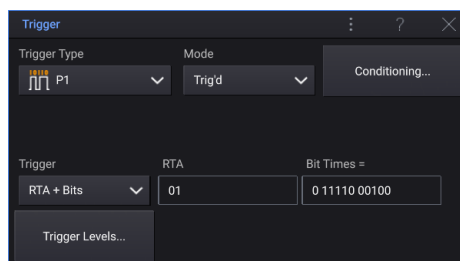 Trigger
Trigger Type
Mode
P1
Trig'd
Conditioning...
Trigger
RTA
Bit Times =
RTA + Bits
01
0 11110 00100
Trigger Levels...